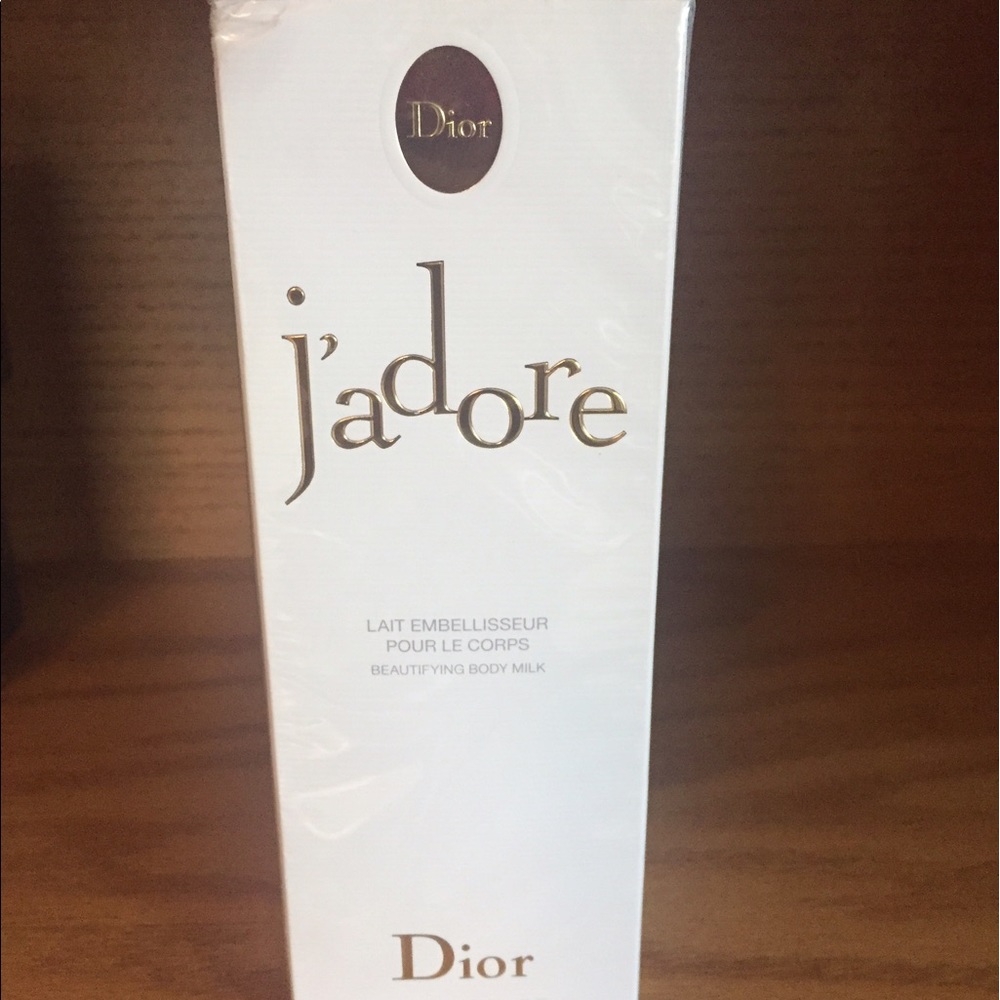 Dior
j'adore
LAIT EMBELLISSEUR
POUR LE CORPS
BEAUTIFYING BODY MILK
Dior